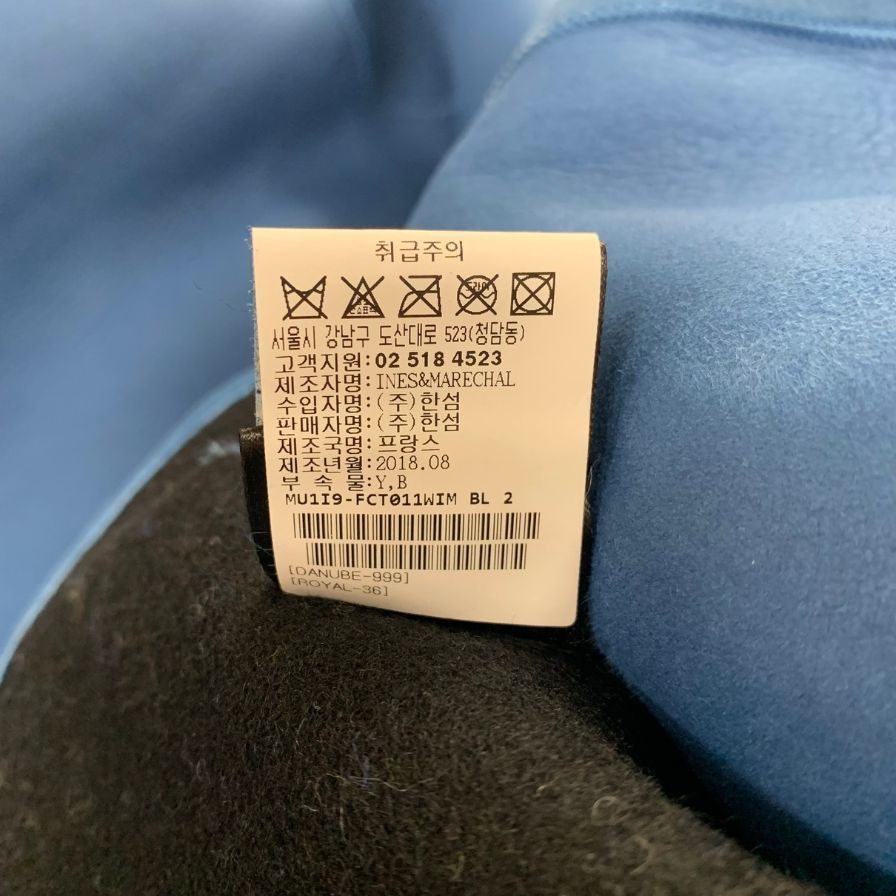 취급주의
서울시 강남구 도산대로 523(청담동)
고객지원:02 518 4523
제조자명:INES&MARECHAL
수입자명:(주)한섬
판매자명:(주)한섬
제조국명:프랑스
제조년월:2018.08
부 속 물:Y,B
MU1I9-FCT011WIM BL 2
[DANUBE-999]
[ROYAL-36]